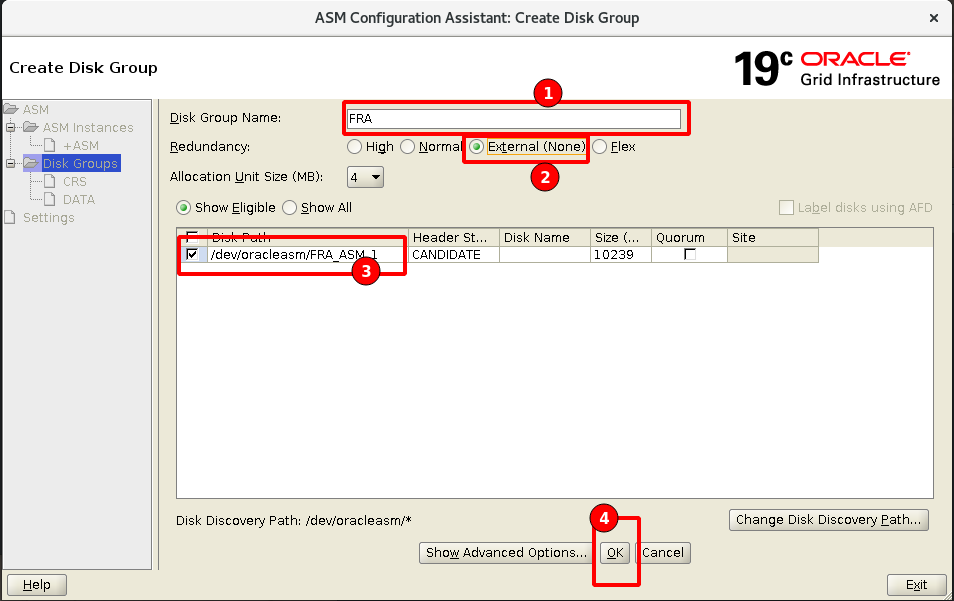 ASM Configuration Assistant: Create Disk Group
Create Disk Group
19c ORACLE
Grid Infrastructure
ASM
ASM Instances
+ASM
Disk Groups
CRS
DATA
Settings
1
Disk Group Name: FRA
Redundancy: High Normal External (None) Flex
2
Allocation Unit Size (MB): 4
Show Eligible Show All Label disks using AFD
Disk Path Header St... Disk Name Size (... Quorum Site
/dev/oracleasm/FRA_ASM_1 CANDIDATE 10239
3
Disk Discovery Path: /dev/oracleasm/* Change Disk Discovery Path...
4
Show Advanced Options... OK Cancel
Help Exit